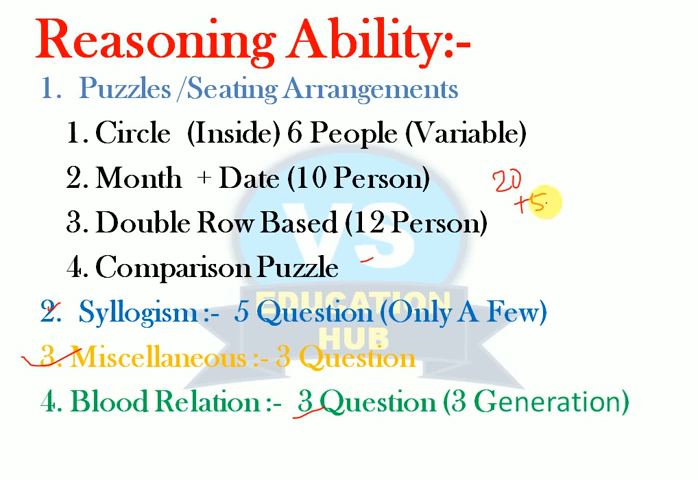 Reasoning Ability:-
1. Puzzles /Seating Arrangements
1. Circle (Inside) 6 People (Variable)
2. Month + Date (10 Person)
20
+5
3. Double Row Based (12 Person)
4. Comparison Puzzle
2. Syllogism :- 5 Question (Only A Few)
3. Miscellaneous :- 3 Question
4. Blood Relation :- 3 Question (3 Generation)
VS
EDUCATION
HUB